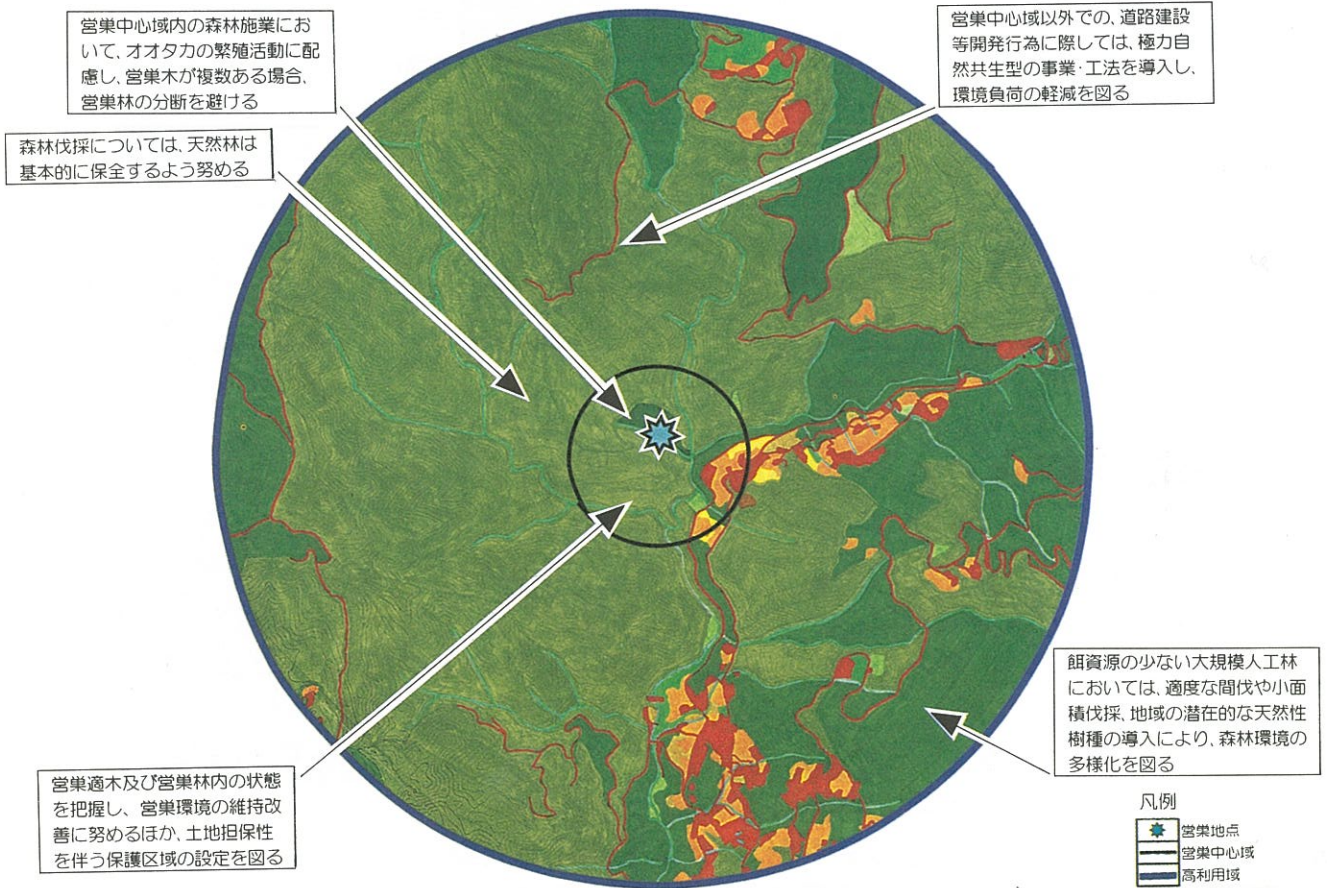 営巣中心域内の森林施業にお
いて、オオタカの繁殖活動に配
慮し、営巣木が複数ある場合、
営巣林の分断を避ける
営巣中心域以外での、道路建設
等開発行為に際しては、極力自
然共生型の事業・工法を導入し、
環境負荷の軽減を図る
森林伐採については、天然林は
基本的に保全するよう努める
餌資源の少ない大規模人工林
においては、適度な間伐や小面
積伐採、地域の潜在的な天然性
樹種の導入により、森林環境の
多様化を図る
営巣適木及び営巣林内の状態
を把握し、営巣環境の維持改
善に努めるほか、土地担保性
を伴う保護区域の設定を図る
凡例
営巣地点
営巣中心域
高利用域